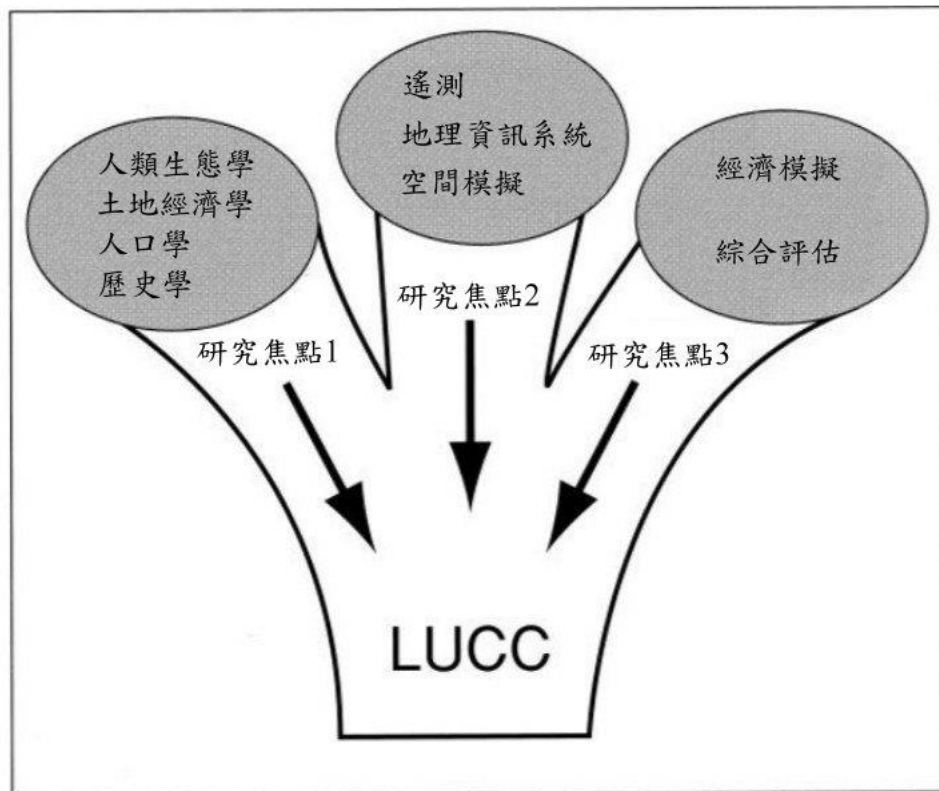 人類生態學
土地經濟學
人口學
歷史學
研究焦點1
遙測
地理資訊系統
空間模擬
研究焦點2
經濟模擬
綜合評估
研究焦點3
LUCC